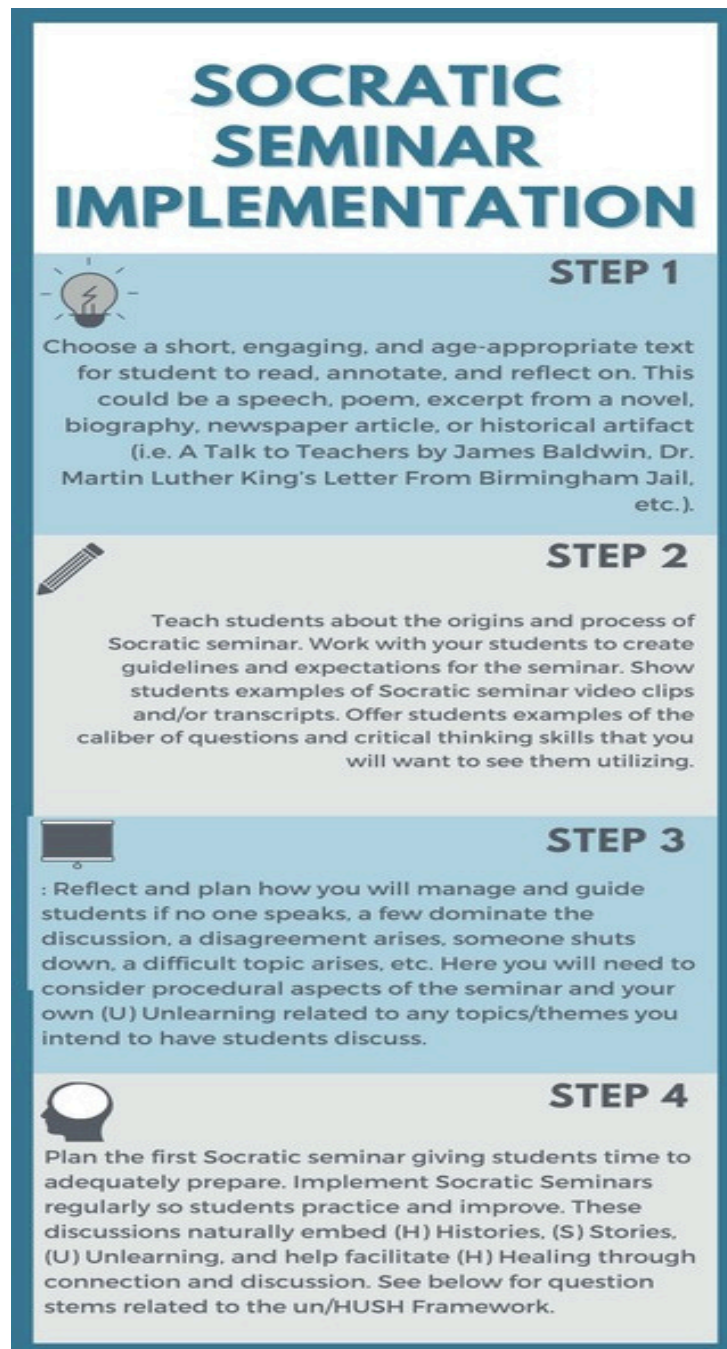 SOCRATIC
SEMINAR
IMPLEMENTATION
STEP 1
Choose a short, engaging, and age-appropriate text
for student to read, annotate, and reflect on. This
could be a speech, poem, excerpt from a novel,
biography, newspaper article, or historical artifact
(i.e. A Talk to Teachers by James Baldwin, Dr.
Martin Luther King's Letter From Birmingham Jail,
etc.).
STEP 2
Teach students about the origins and process of
Socratic seminar. Work with your students to create
guidelines and expectations for the seminar. Show
students examples of Socratic seminar video clips
and/or transcripts. Offer students examples of the
caliber of questions and critical thinking skills that you
will want to see them utilizing.
STEP 3
: Reflect and plan how you will manage and guide
students if no one speaks, a few dominate the
discussion, a disagreement arises, someone shuts
down, a difficult topic arises, etc. Here you will need to
consider procedural aspects of the seminar and your
own (U) Unlearning related to any topics/themes you
intend to have students discuss.
STEP 4
Plan the first Socratic seminar giving students time to
adequately prepare. Implement Socratic Seminars
regularly so students practice and improve. These
discussions naturally embed (H) Histories, (S) Stories,
(U) Unlearning, and help facilitate (H) Healing through
connection and discussion. See below for question
stems related to the un/HUSH Framework.